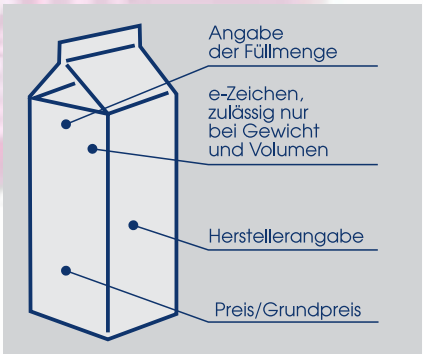 Angabe
der Füllmenge
e-Zeichen,
zulässig nur
bei Gewicht
und Volumen
Herstellerangabe
Preis/Grundpreis